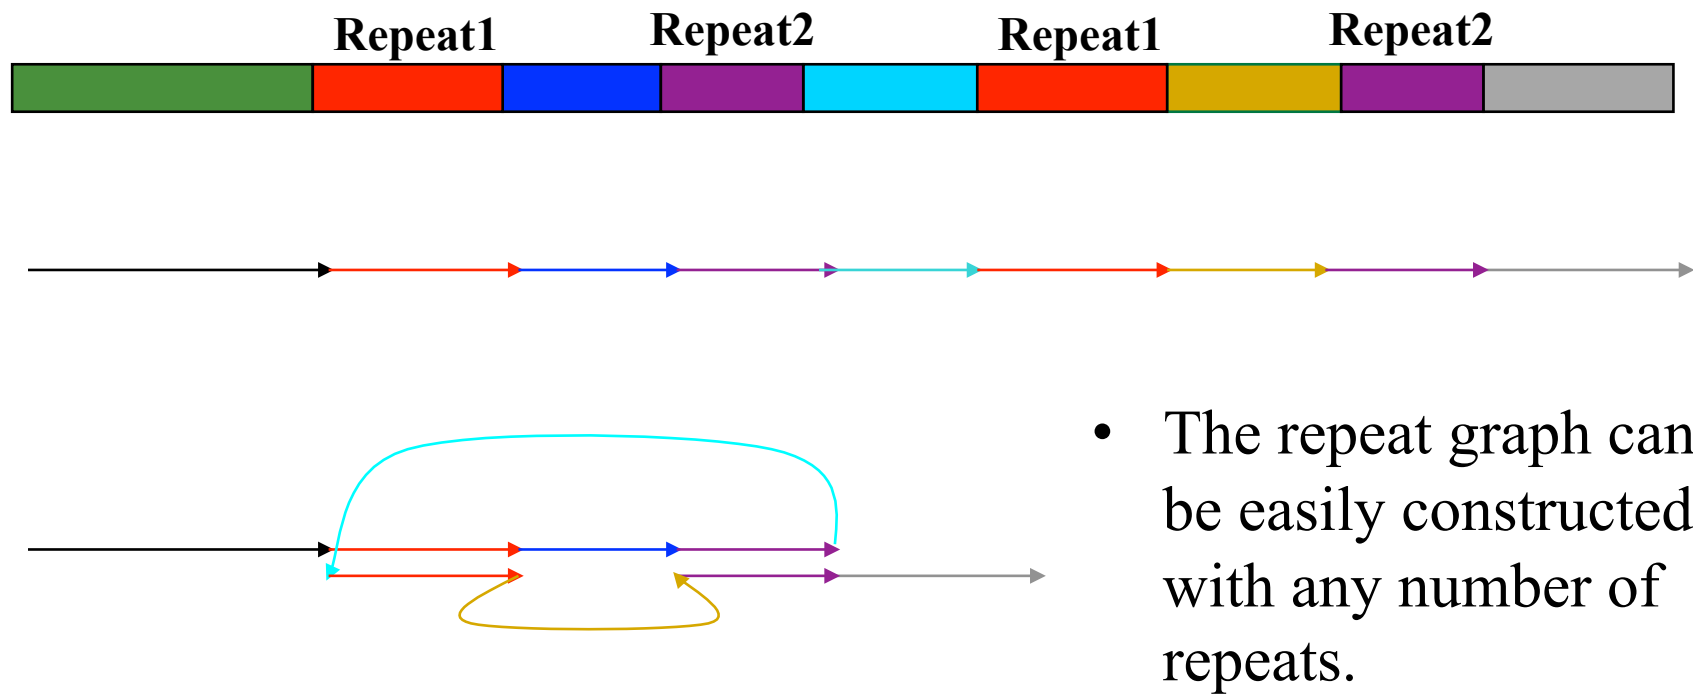 Repeat1 Repeat2 Repeat1 Repeat2
• The repeat graph can
be easily constructed
with any number of
repeats.